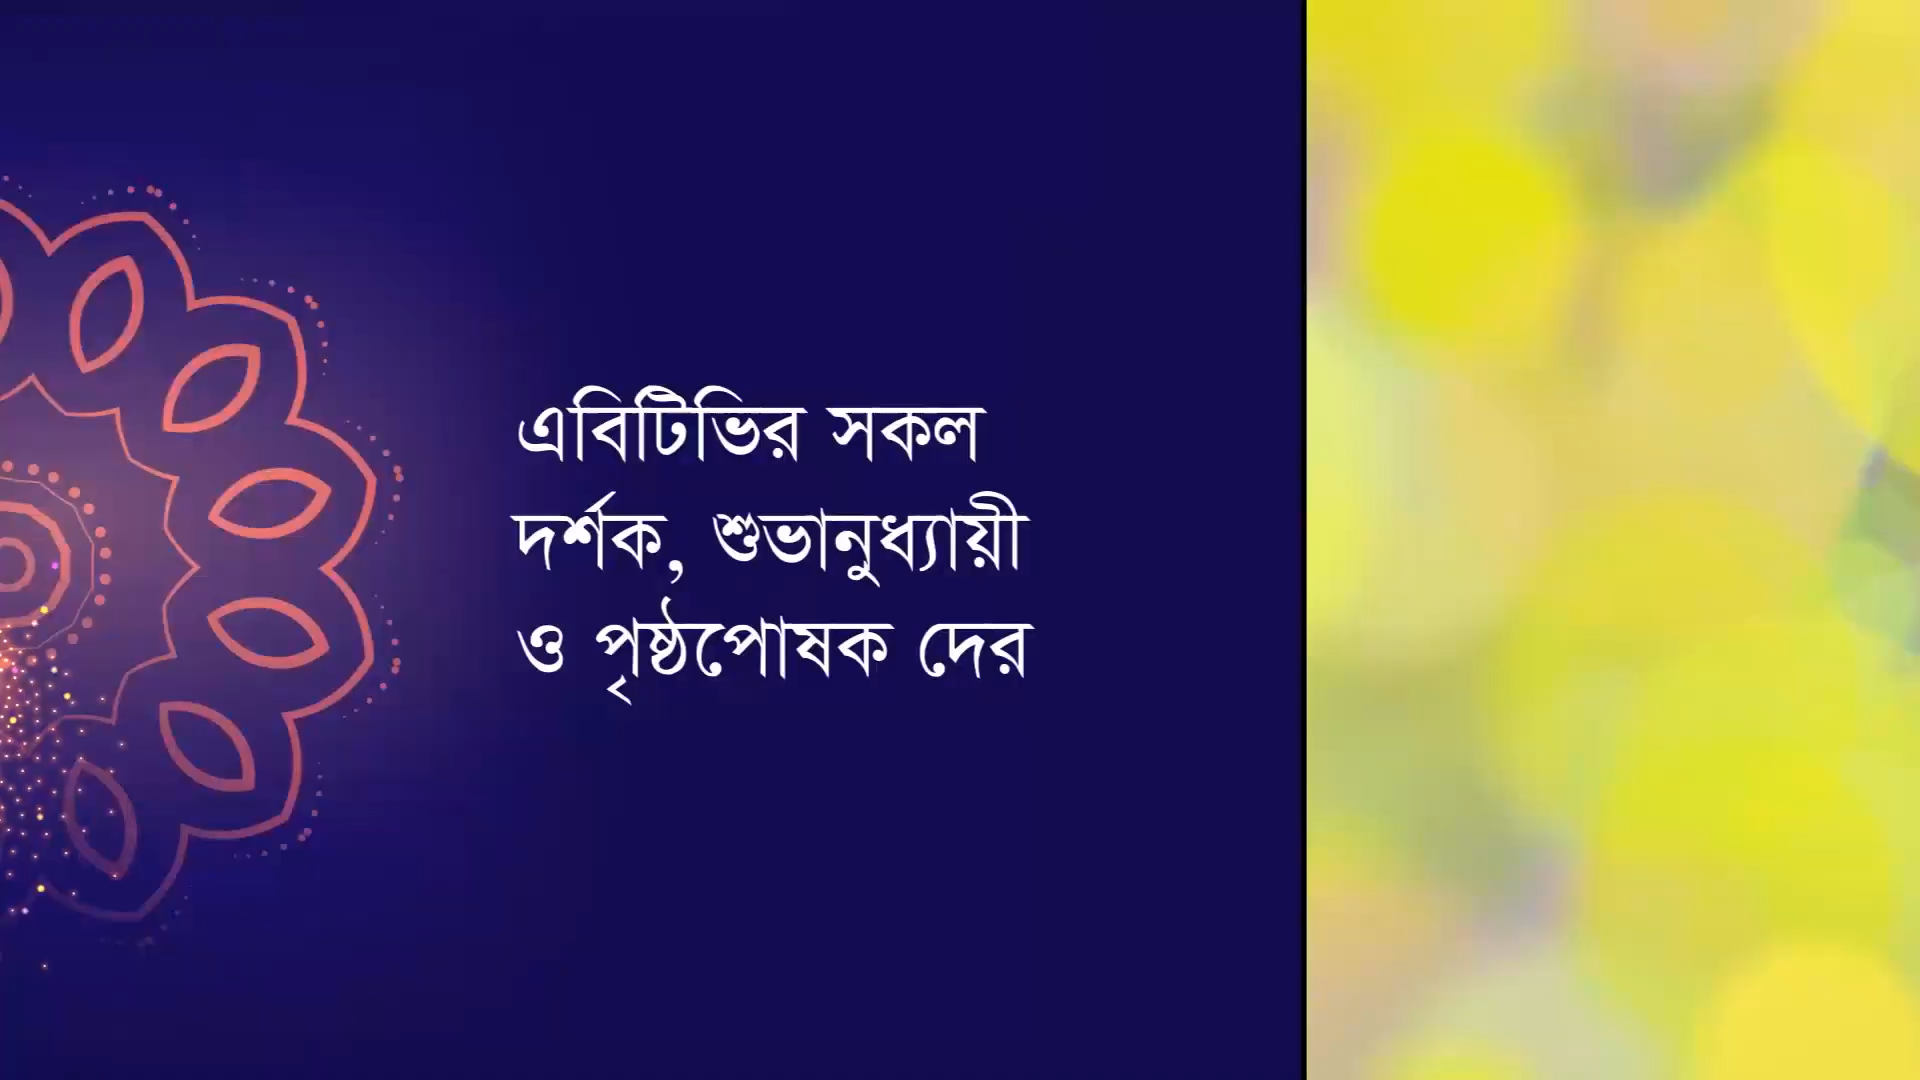 এবিটিভির সকল
দর্শক, শুভানুধ্যায়ী
ও পৃষ্ঠপোষক দের